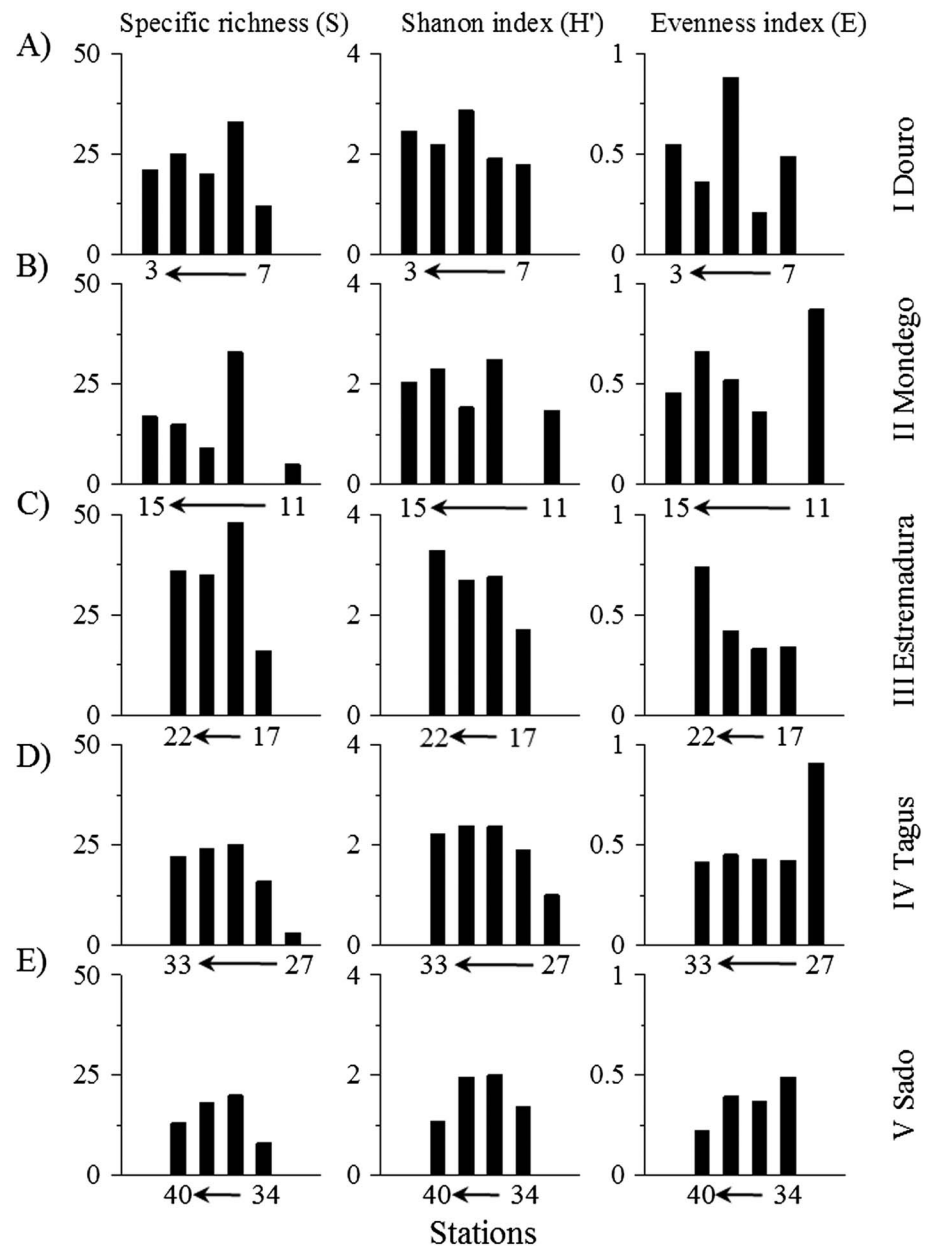 Specific richness (S) Shanon index (H') Evenness index (E)
A)
50 4 1
25 2 0.5
0 0 0
3 7 3 7 3 7
I Douro
B)
50 4 1
25 2 0.5
0 0 0
15 11 15 11 15 11
II Mondego
C)
50 4 1
25 2 0.5
0 0 0
22 17 22 17 22 17
III Estremadura
D)
50 4 1
25 2 0.5
0 0 0
33 27 33 27 33 27
IV Tagus
E)
50 4 1
25 2 0.5
0 0 0
40 34 40 34 40 34
V Sado
Stations